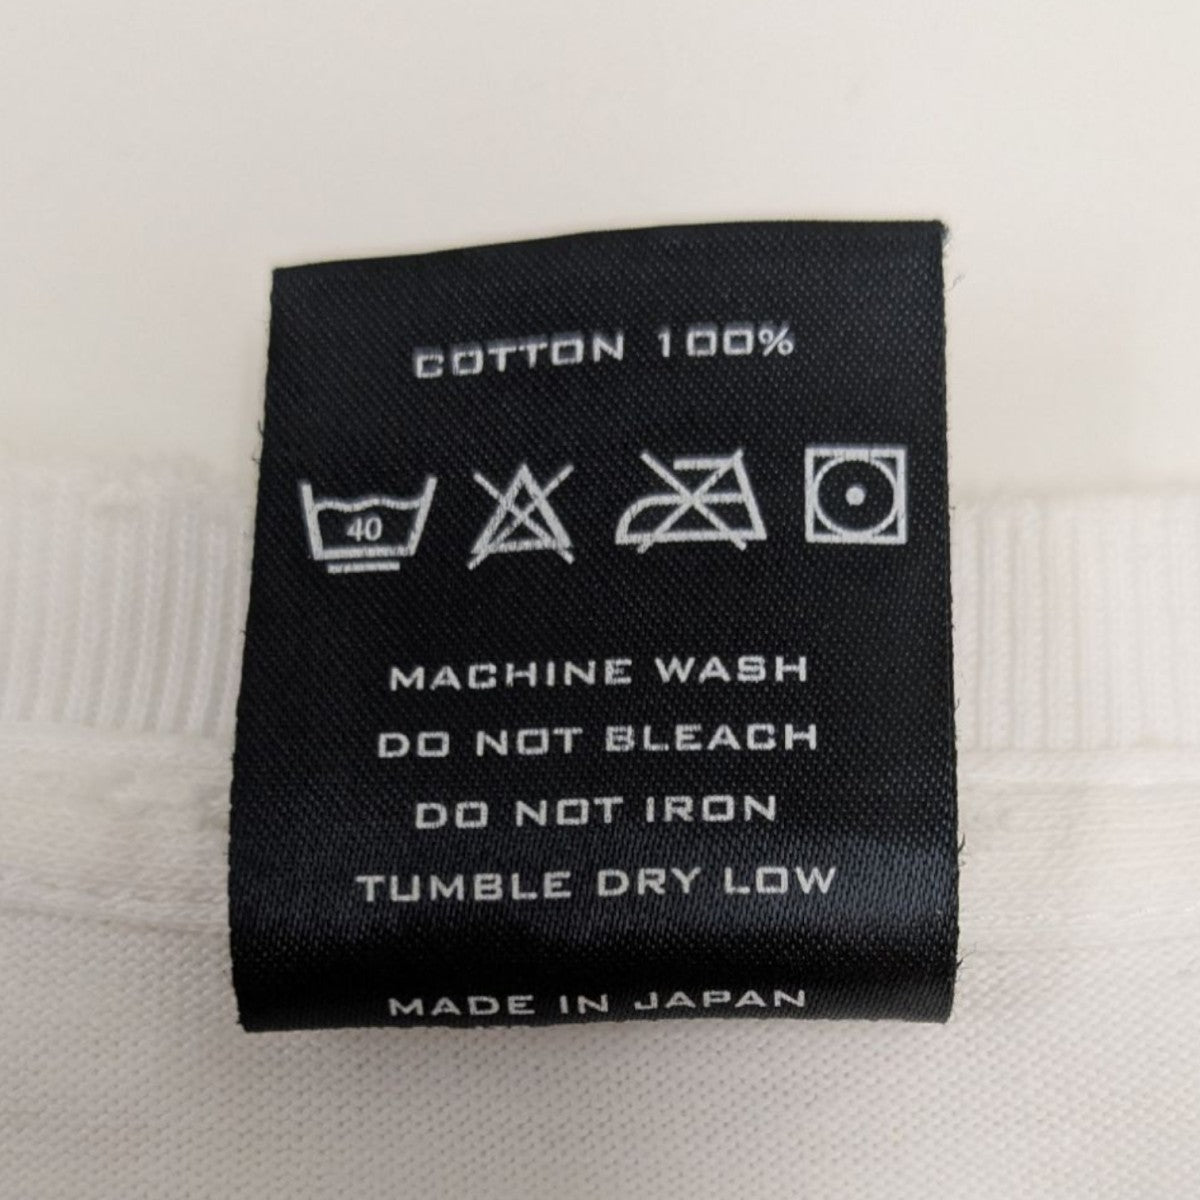 COTTON 100%
40
MACHINE WASH
DO NOT BLEACH
DO NOT IRON
TUMBLE DRY LOW
MADE IN JAPAN